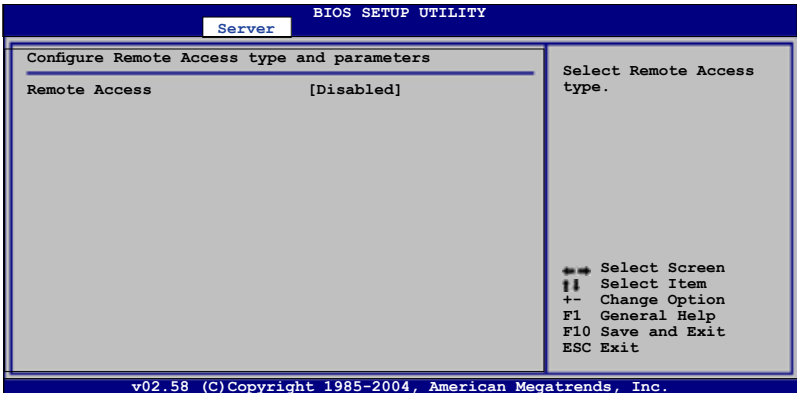 BIOS SETUP UTILITY
Server
Configure Remote Access type and parameters
Remote Access [Disabled]
Select Remote Access
type.
Select Screen
Select Item
+- Change Option
F1 General Help
F10 Save and Exit
ESC Exit
v02.58 (C)Copyright 1985-2004, American Megatrends, Inc.